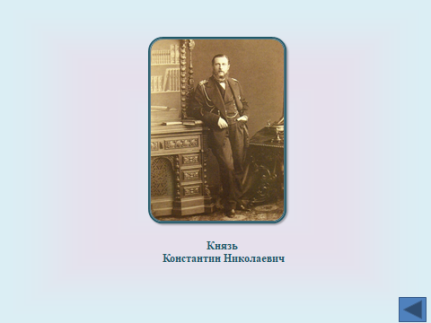 Князь
Константин Николаевич